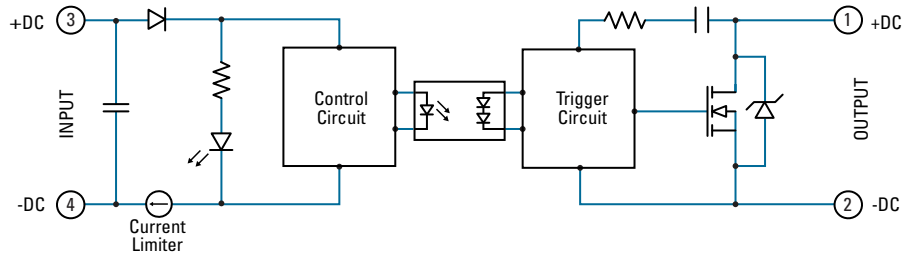 +DC 3
1 +DC
INPUT
Control
Circuit
Trigger
Circuit
OUTPUT
-DC 4
2 -DC
Current
Limiter